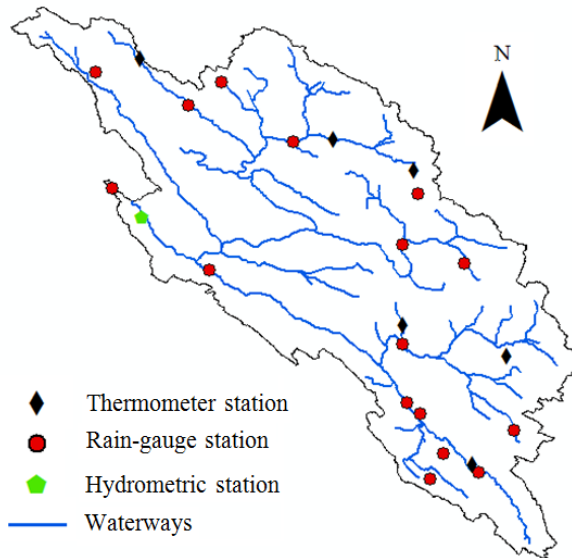 N
Thermometer station
Rain-gauge station
Hydrometric station
Waterways